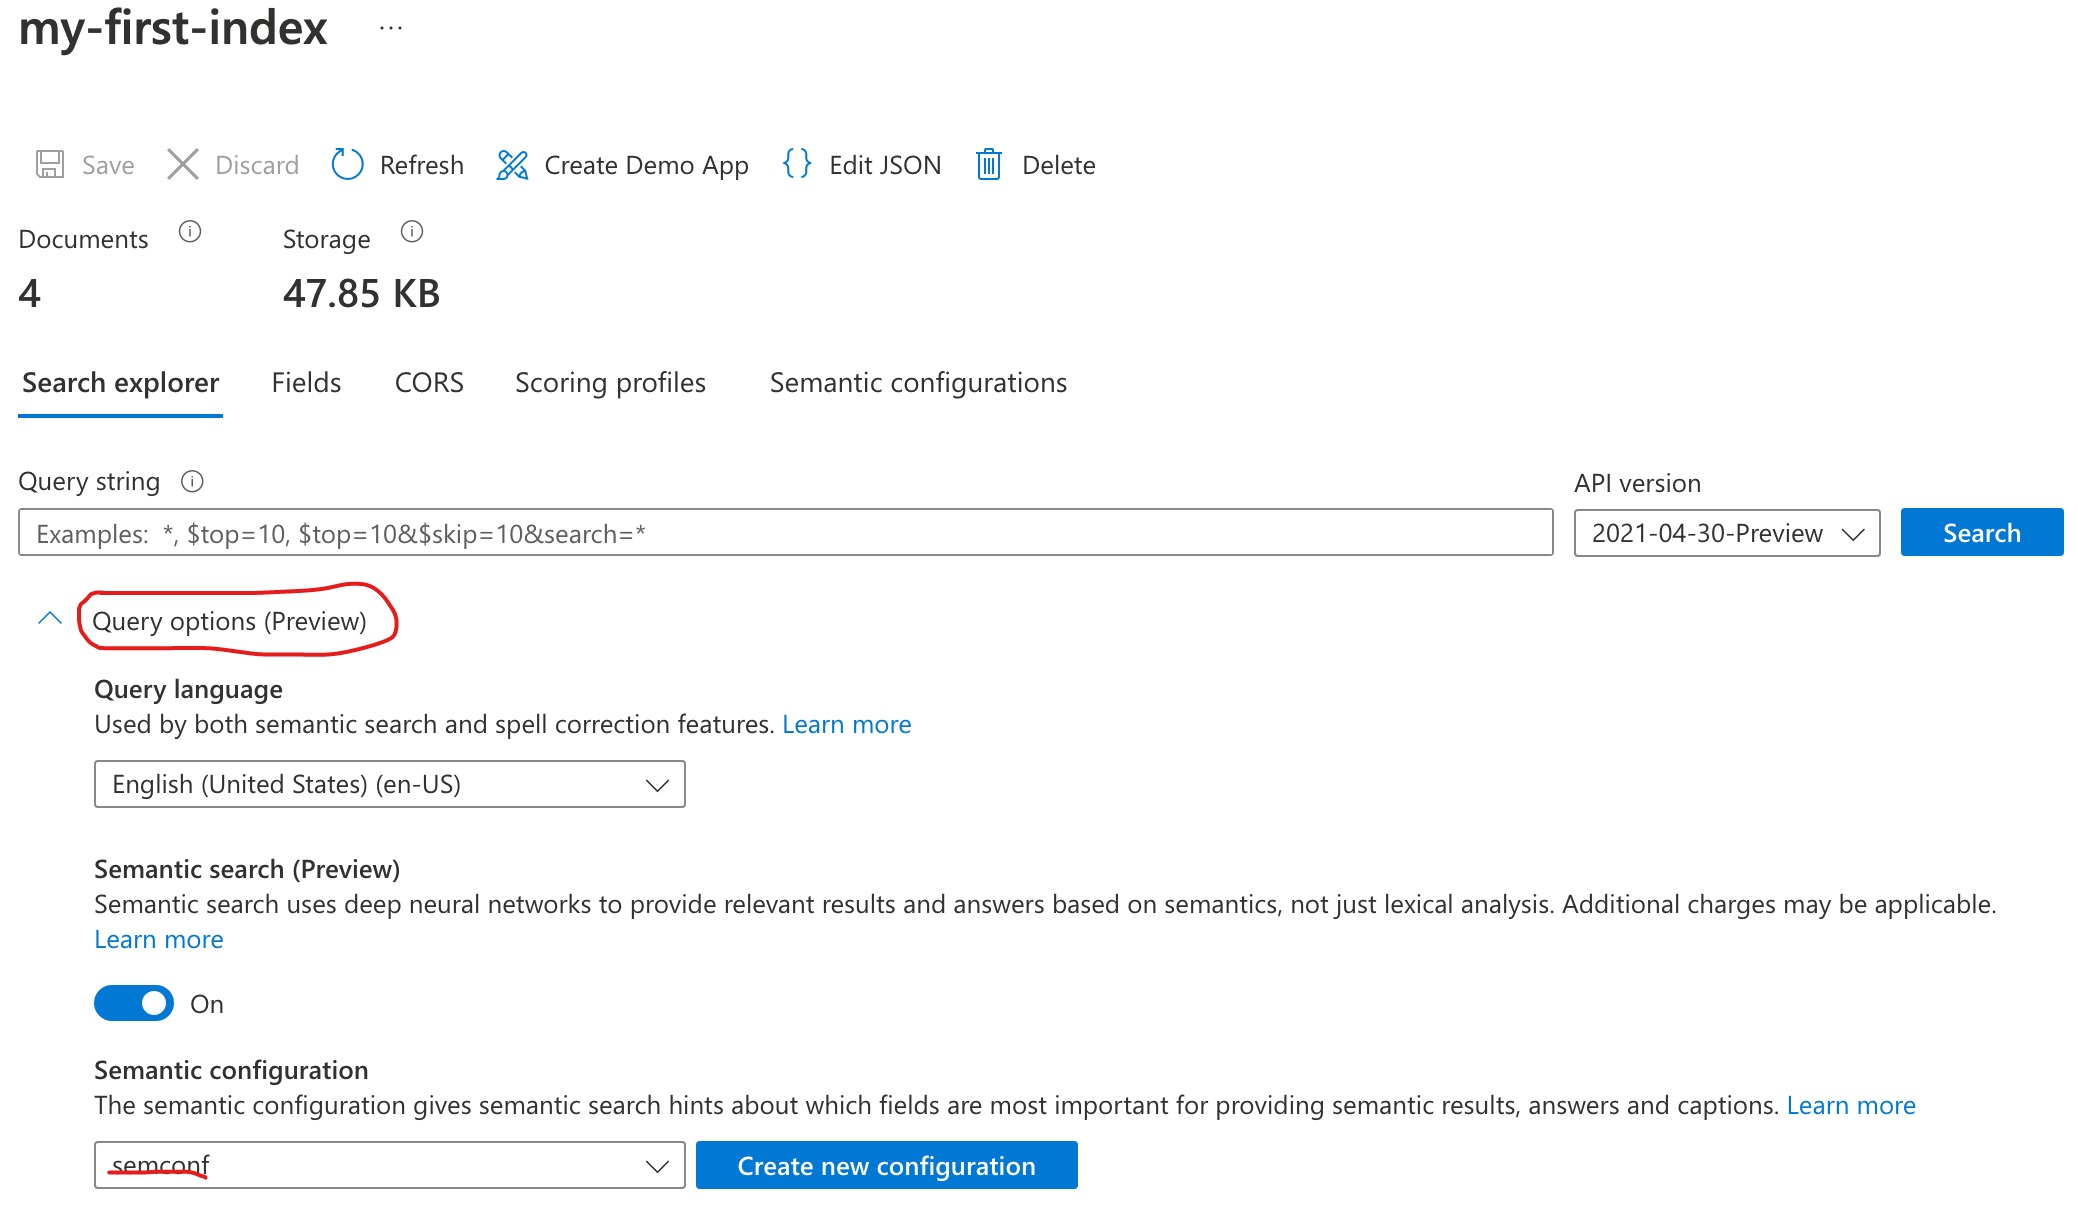 my-first-index ...
Save Discard Refresh Create Demo App {} Edit JSON Delete
Documents Storage
4 47.85 KB
Search explorer Fields CORS Scoring profiles Semantic configurations
Query string API version
Examples: *, $top=10, $top=10&$skip=10&search=* 2021-04-30-Preview Search
Query options (Preview)
Query language
Used by both semantic search and spell correction features. Learn more
English (United States) (en-US)
Semantic search (Preview)
Semantic search uses deep neural networks to provide relevant results and answers based on semantics, not just lexical analysis. Additional charges may be applicable.
Learn more
On
Semantic configuration
The semantic configuration gives semantic search hints about which fields are most important for providing semantic results, answers and captions. Learn more
semconf Create new configuration